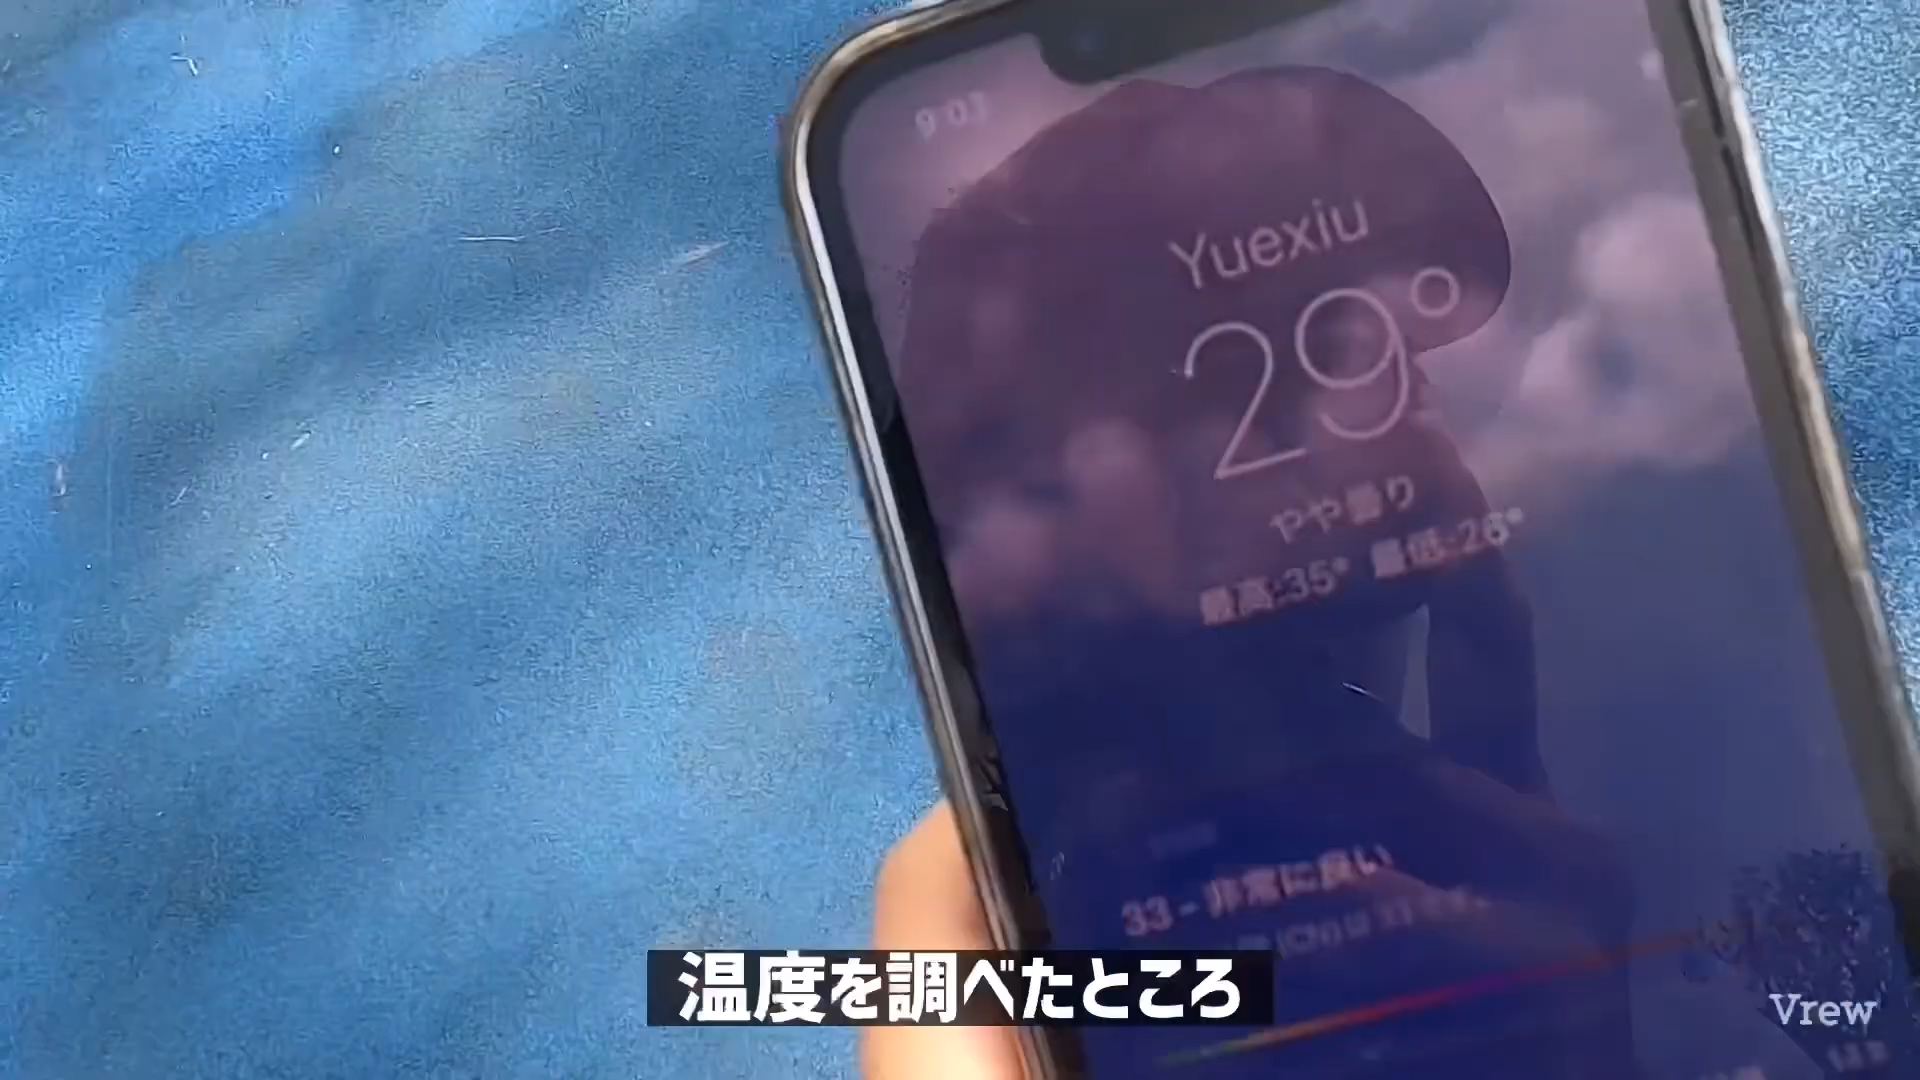 9:03
Yuexiu
29°
やや曇り
最高:35° 最低:26°
33 - 非常に良い
温度を調べたところ
Vrew